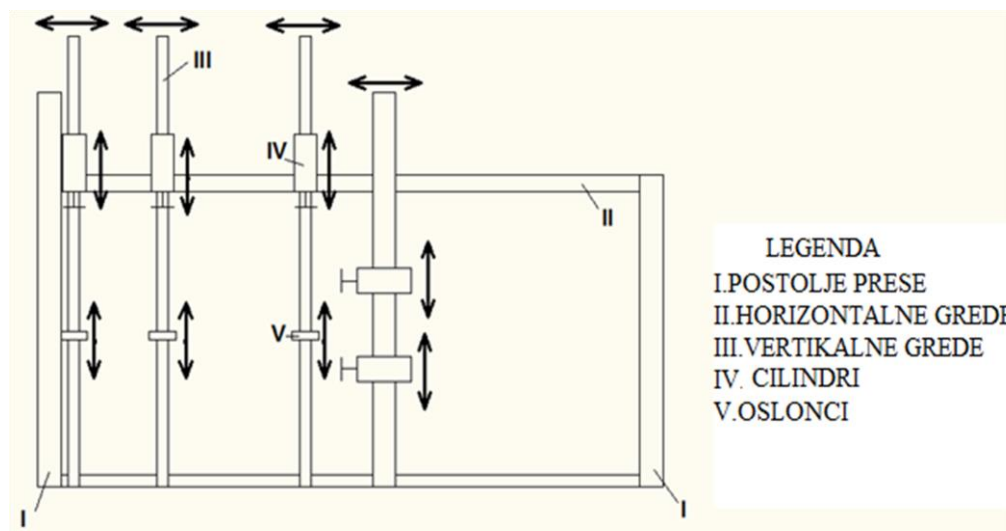 III
IV
II
V
I
I
LEGENDA
I.POSTOLJE PRESE
II.HORIZONTALNE GREDE
III.VERTIKALNE GREDE
IV. CILINDRI
V.OSLONCI